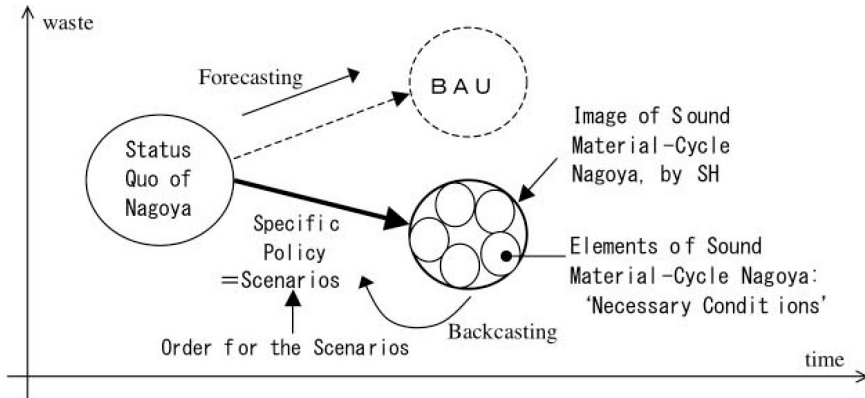 waste
Forecasting
BAU
Status
Quo of
Nagoya
Image of Sound
Material-Cycle
Nagoya, by SH
Specific
Policy
=Scenarios
Elements of Sound
Material-Cycle Nagoya:
‘Necessary Conditions’
Backcasting
Order for the Scenarios
time